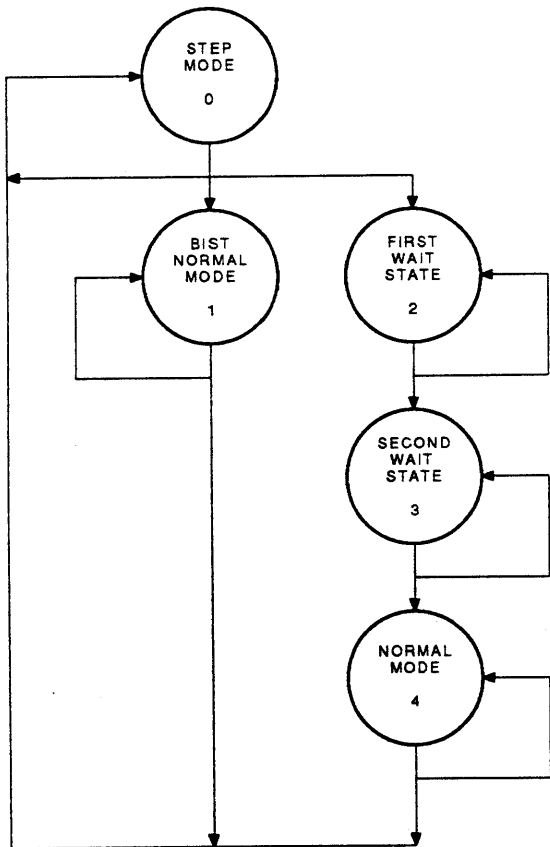 STEP
MODE
0
BIST
NORMAL
MODE
1
FIRST
WAIT
STATE
2
SECOND
WAIT
STATE
3
NORMAL
MODE
4